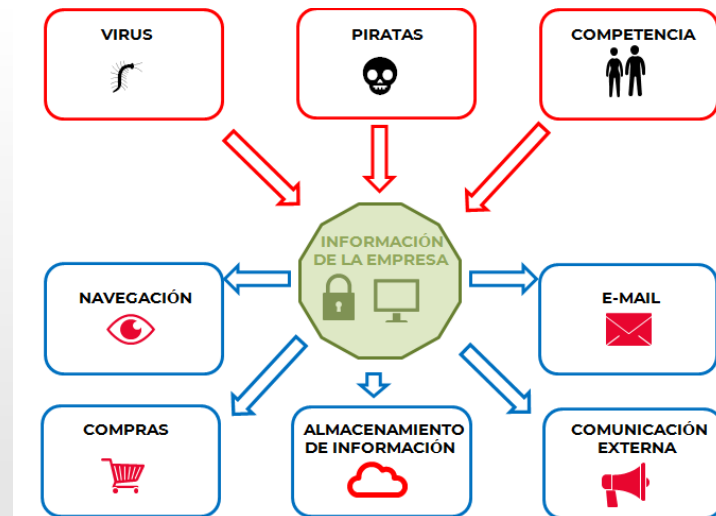 VIRUS
PIRATAS
COMPETENCIA
INFORMACIÓN
DE LA EMPRESA
NAVEGACIÓN
E-MAIL
COMPRAS
ALMACENAMIENTO
DE INFORMACIÓN
COMUNICACIÓN
EXTERNA